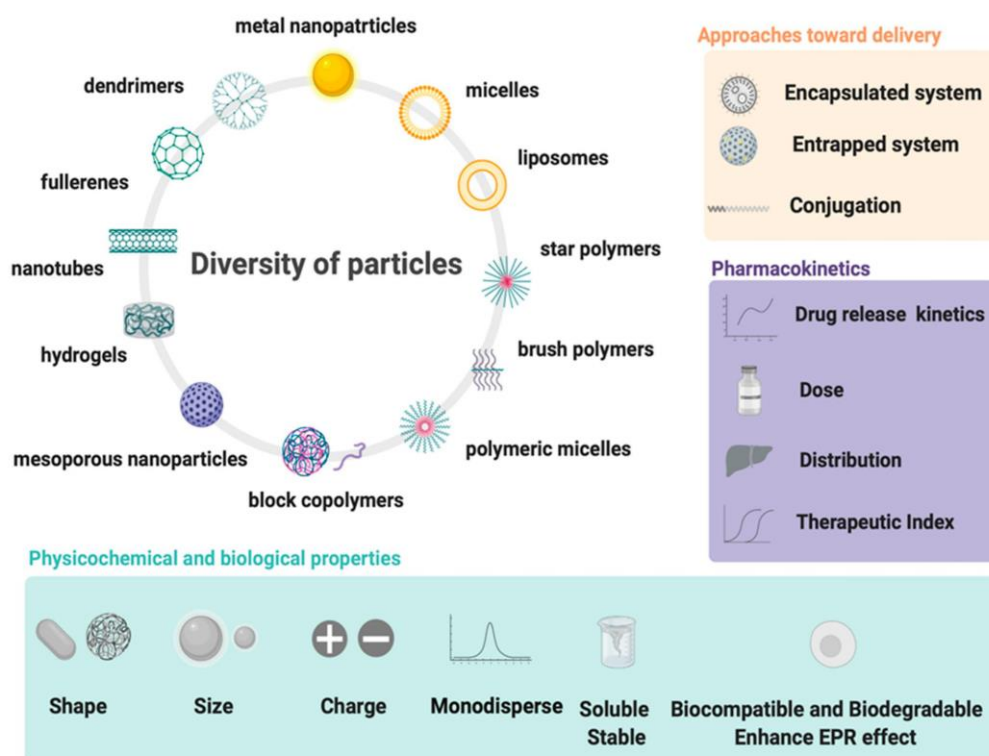 metal nanopatrticles
dendrimers
micelles
fullerenes
liposomes
nanotubes
star polymers
Diversity of particles
hydrogels
brush polymers
mesoporous nanoparticles
polymeric micelles
block copolymers
Approaches toward delivery
Encapsulated system
Entrapped system
Conjugation
Pharmacokinetics
Drug release kinetics
Dose
Distribution
Therapeutic Index
Physicochemical and biological properties
Shape
Size
Charge
Monodisperse
Soluble
Stable
Biocompatible and Biodegradable
Enhance EPR effect